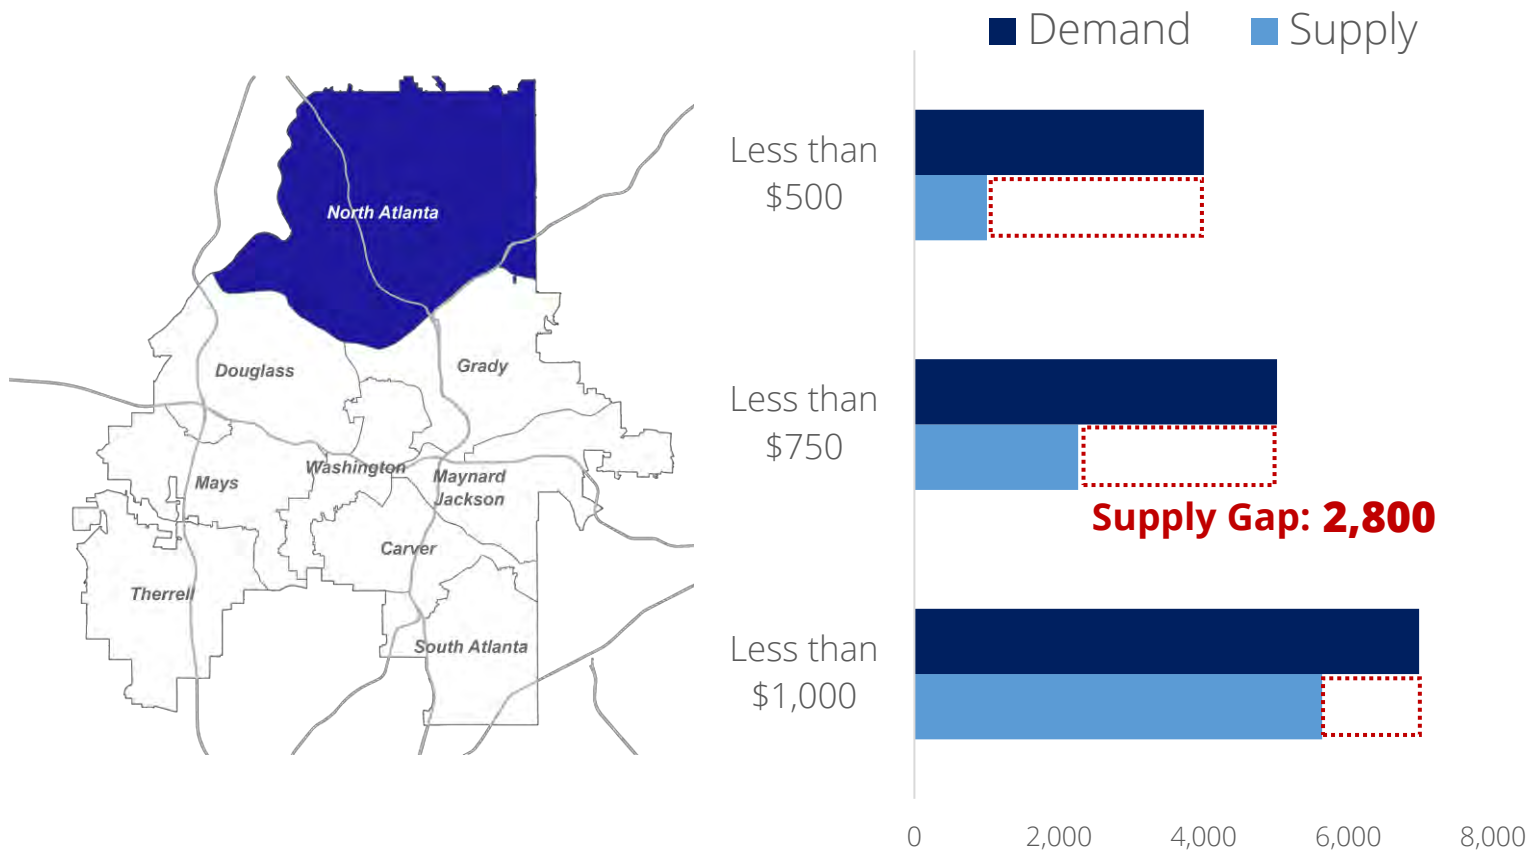 North Atlanta
Douglass
Grady
Mays
Washington
Maynard
Jackson
Carver
Therrell
South Atlanta
Demand
Supply
Less than
$500
Less than
$750
Supply Gap: 2,800
Less than
$1,000
0
2,000
4,000
6,000
8,000